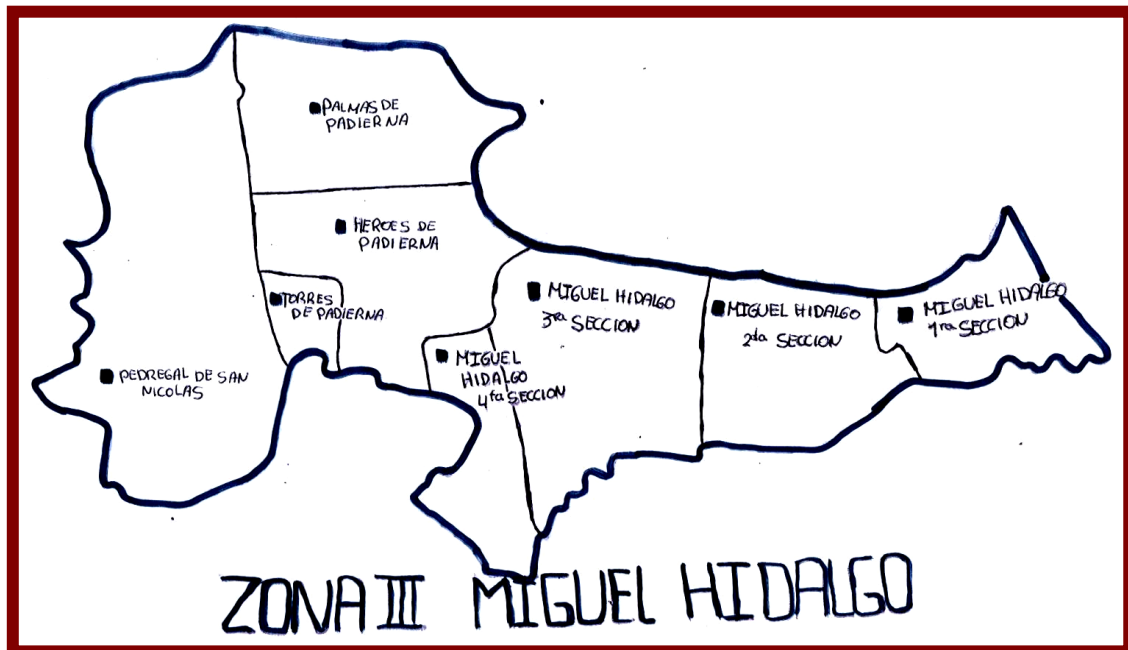 PALMAS DE
PADIERNA
HEROES DE
PADIERNA
TORRES
DE PADIERNA
PEDREGAL DE SAN
NICOLAS
MIGUEL
HIDALGO
4ta SECCION
MIGUEL HIDALGO
3ra SECCION
MIGUEL HIDALGO
2da SECCION
MIGUEL HIDALGO
1ra SECCION
ZONA III MIGUEL HIDALGO